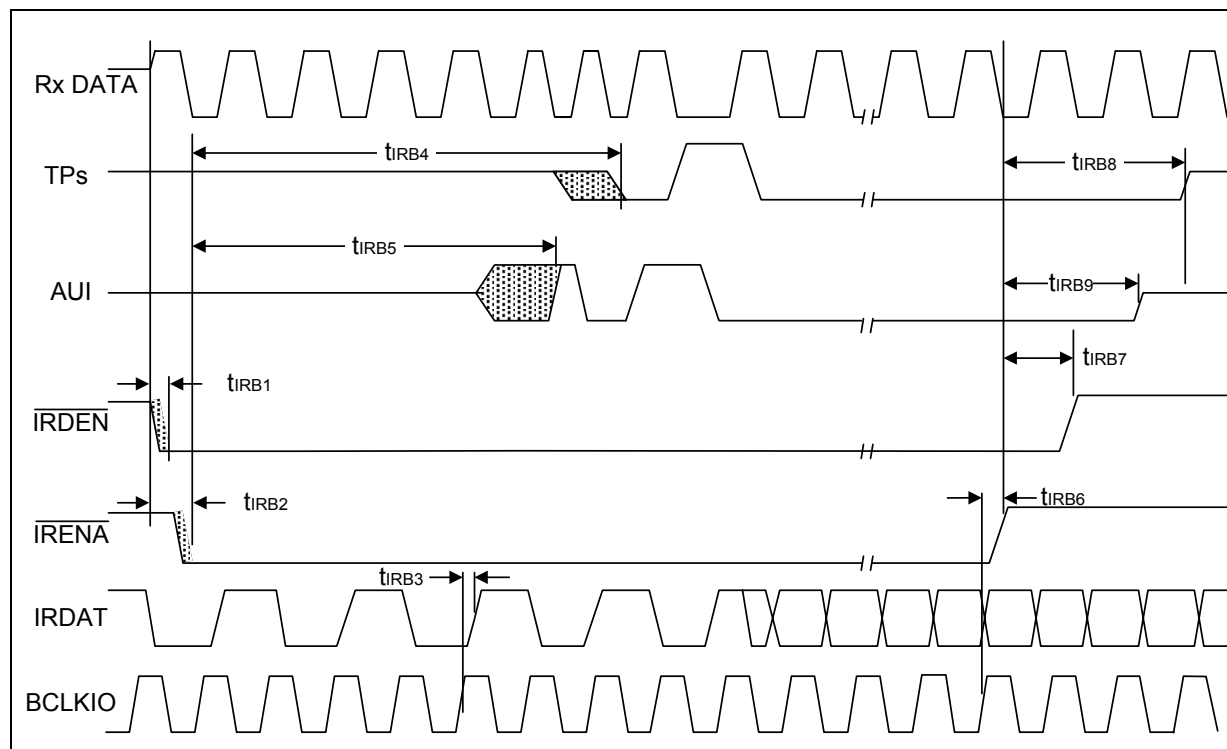 Rx DATA
tIRB4
tIRB8
TPs
tIRB5
AUI
tIRB9
tIRB7
tIRB1
IRDEN
tIRB2
tIRB6
IRENA
tIRB3
IRDAT
BCLKIO